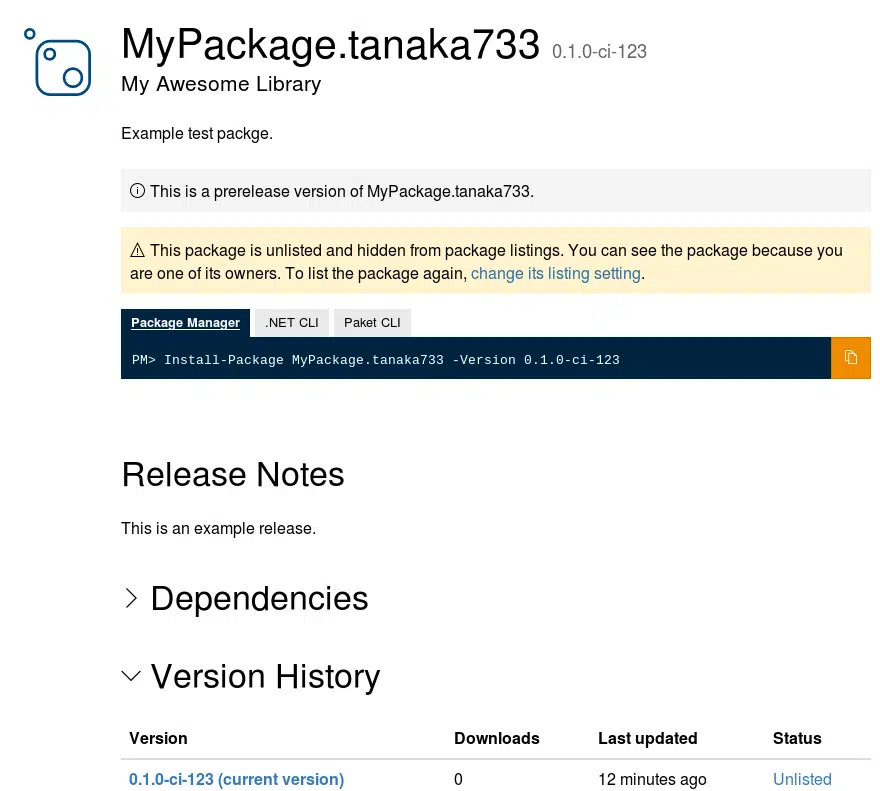 MyPackage.tanaka733 0.1.0-ci-123
My Awesome Library
Example test packge.
This is a prerelease version of MyPackage.tanaka733.
This package is unlisted and hidden from package listings. You can see the package because you
are one of its owners. To list the package again, change its listing setting.
Package Manager .NET CLI Paket CLI
PM> Install-Package MyPackage.tanaka733 -Version 0.1.0-ci-123
Release Notes
This is an example release.
Dependencies
Version History
Version Downloads Last updated Status
0.1.0-ci-123 (current version) 0 12 minutes ago Unlisted